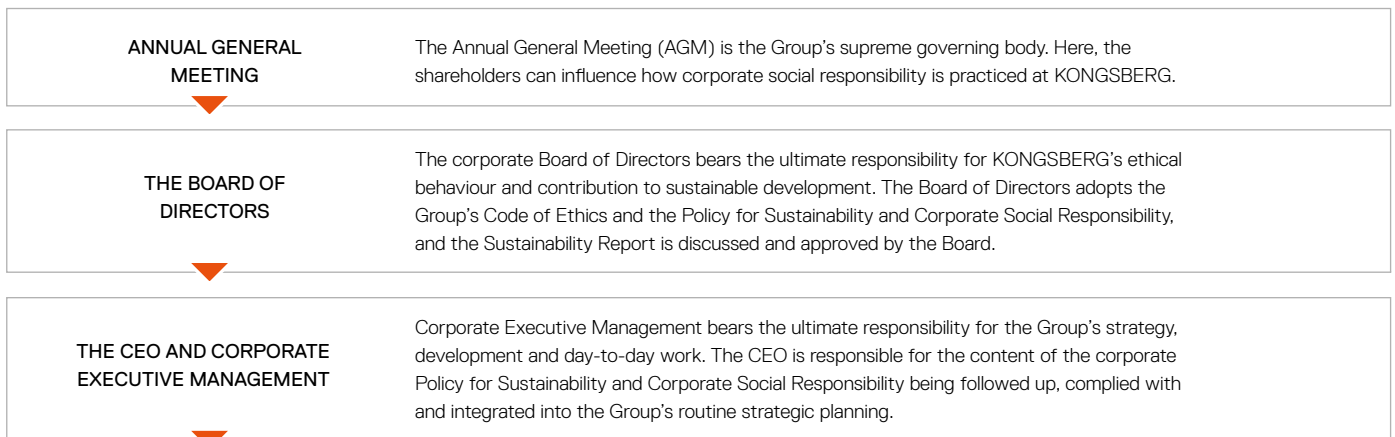 ANNUAL GENERAL
MEETING
The Annual General Meeting (AGM) is the Group's supreme governing body. Here, the
shareholders can influence how corporate social responsibility is practiced at KONGSBERG.
THE BOARD OF
DIRECTORS
The corporate Board of Directors bears the ultimate responsibility for KONGSBERG's ethical
behaviour and contribution to sustainable development. The Board of Directors adopts the
Group's Code of Ethics and the Policy for Sustainability and Corporate Social Responsibility,
and the Sustainability Report is discussed and approved by the Board.
THE CEO AND CORPORATE
EXECUTIVE MANAGEMENT
Corporate Executive Management bears the ultimate responsibility for the Group's strategy,
development and day-to-day work. The CEO is responsible for the content of the corporate
Policy for Sustainability and Corporate Social Responsibility being followed up, complied with
and integrated into the Group's routine strategic planning.